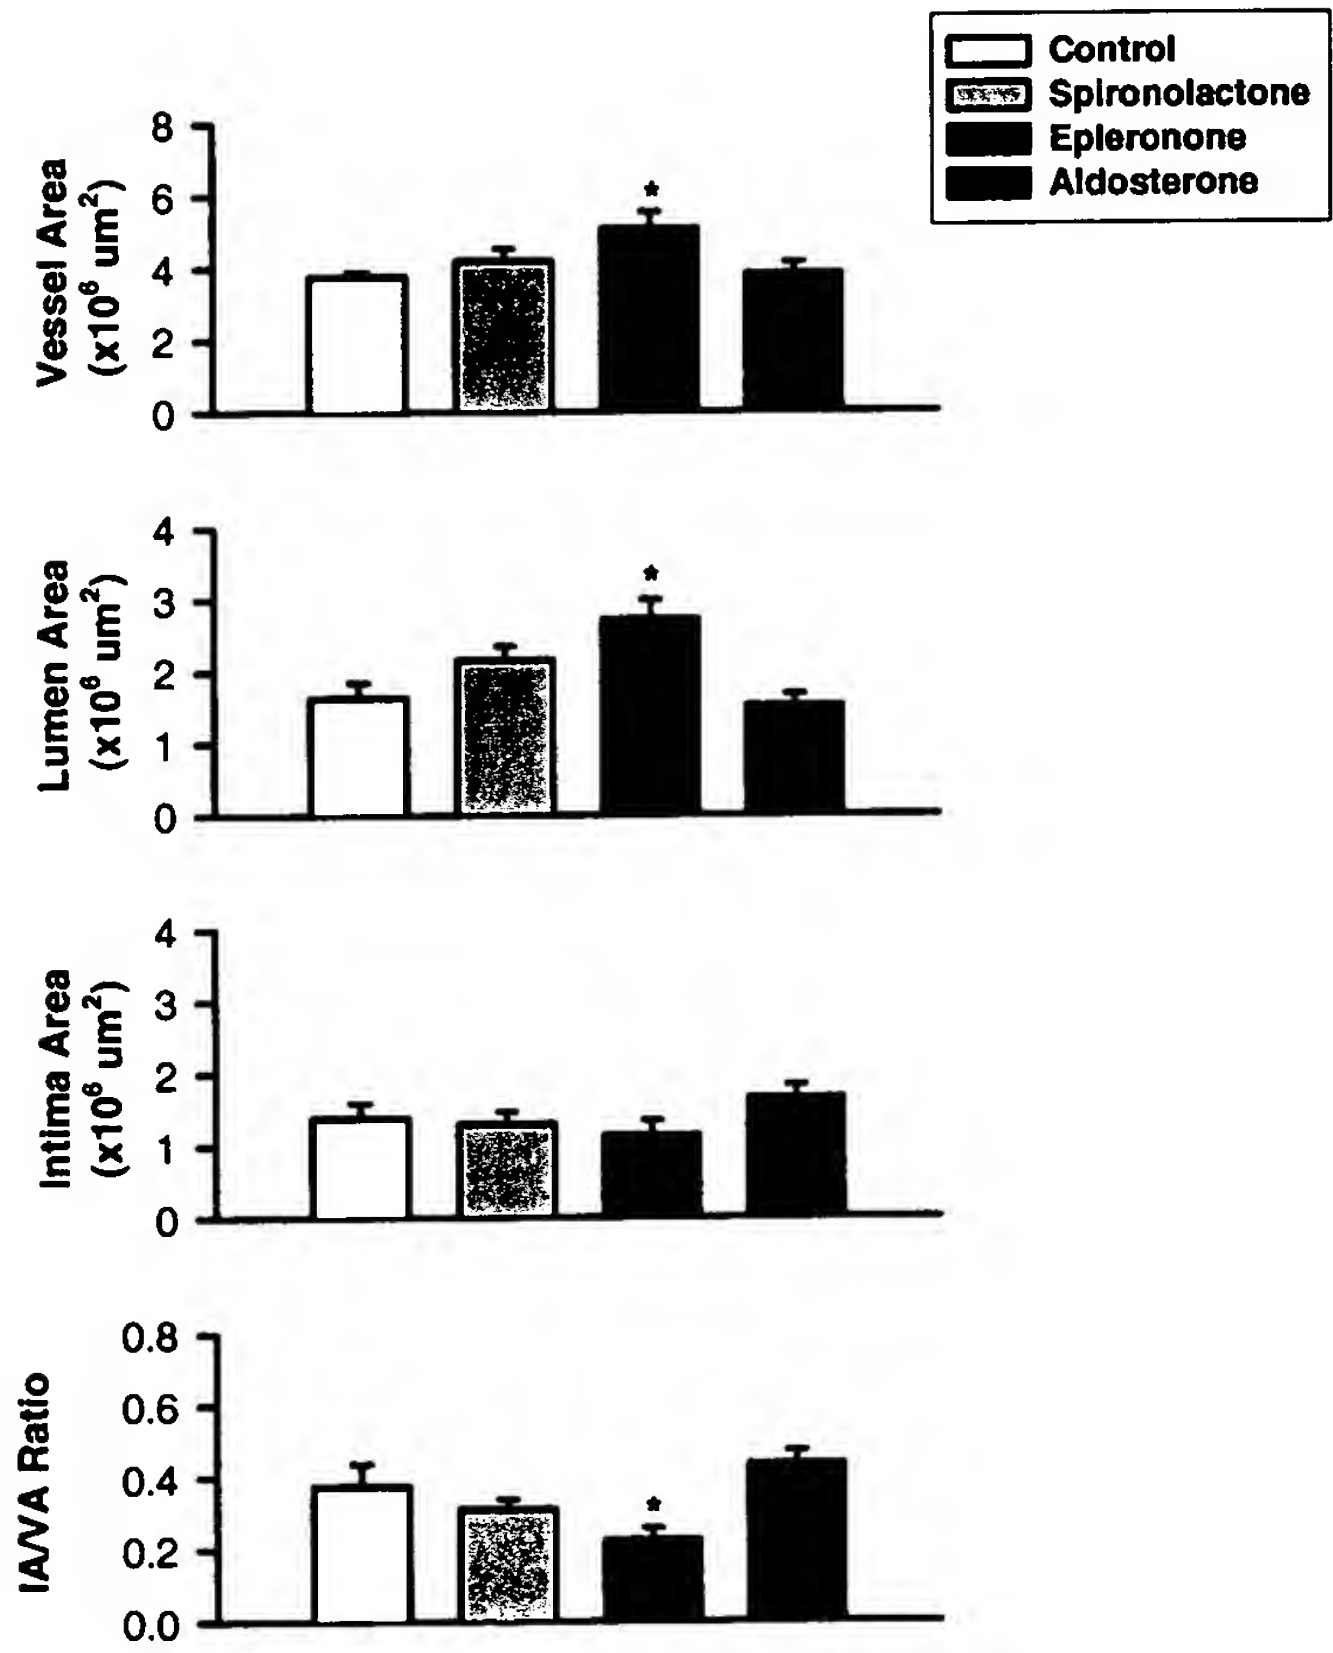 Control
Spironolactone
Epleronone
Aldosterone
Vessel Area
(x10⁶ um²)
8
6
4
2
0
*
Lumen Area
(x10⁶ um²)
4
3
2
1
0
*
Intima Area
(x10⁶ um²)
4
3
2
1
0
IA/VA Ratio
0.8
0.6
0.4
0.2
0.0
*